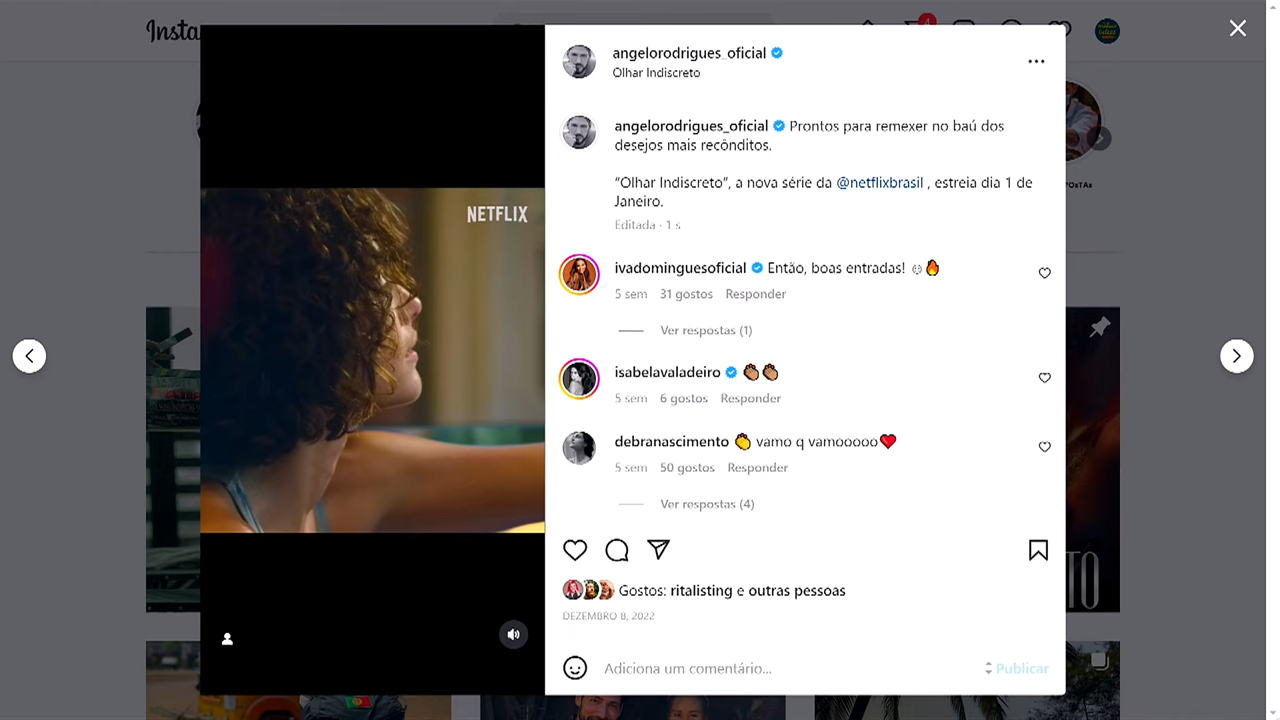 Insta
4
angelorodrigues_oficial
Olhar Indiscreto
NETFLIX
angelorodrigues_oficial Prontos para remexer no baú dos
desejos mais recônditos.
“Olhar Indiscreto”, a nova série da @netflixbrasil , estreia dia 1 de
Janeiro.
Editada · 1 s
ivadominguesoficial Então, boas entradas! 🔥
5 sem 31 gostos Responder
Ver respostas (1)
isabelavaladeiro 👏🏽👏🏽
5 sem 6 gostos Responder
debranascimento 👏 vamo q vamooooo❤️
5 sem 50 gostos Responder
Ver respostas (4)
Gostos: ritalisting e outras pessoas
DEZEMBRO 8, 2022
Adiciona um comentário...
Publicar